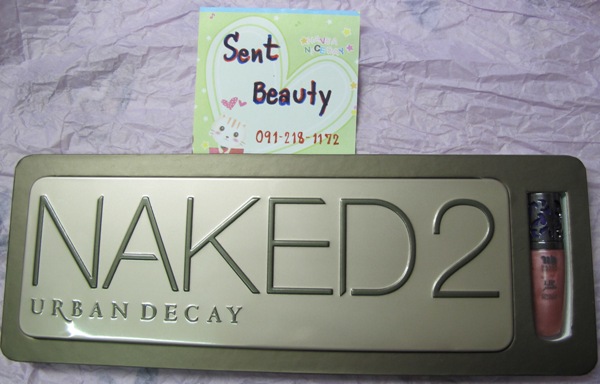 Sent
Beauty
091-218-1172
NAKED2
URBAN DECAY